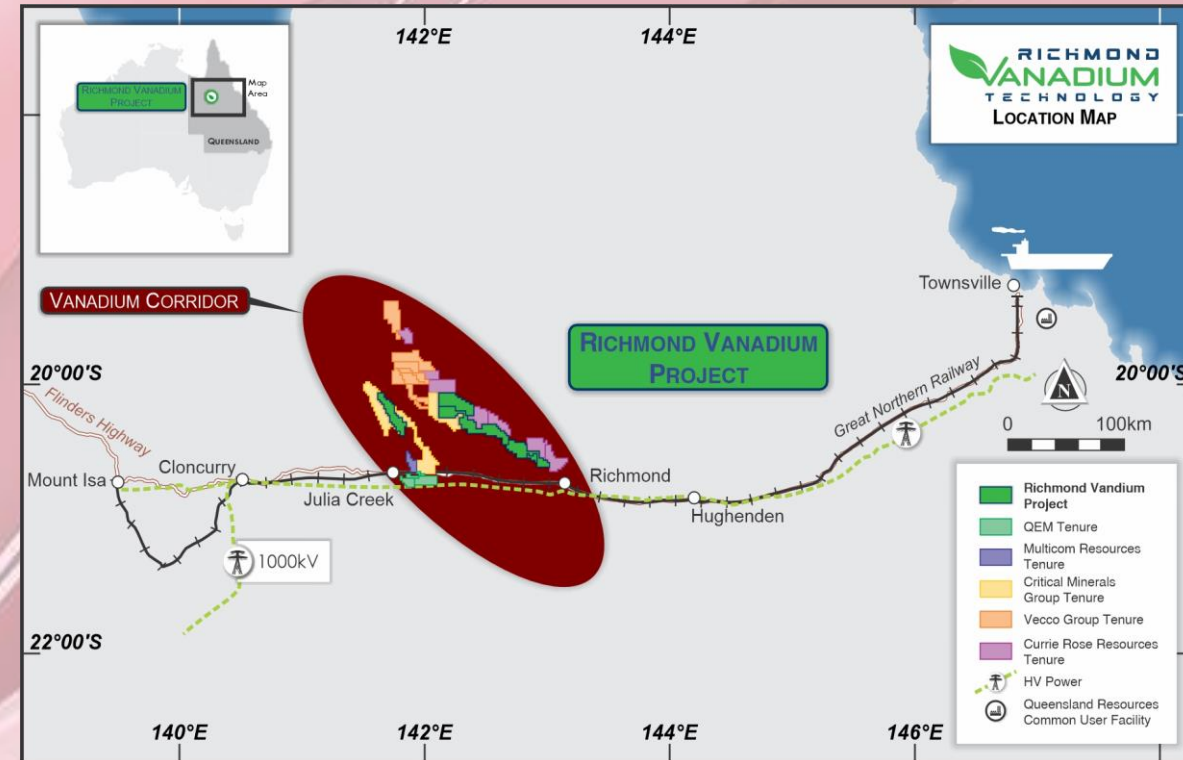 142°E
144°E
RICHMOND
VANADIUM
TECHNOLOGY
LOCATION MAP
RICHMOND VANADIUM
PROJECT
Map
Area
QUEENSLAND
VANADIUM CORRIDOR
RICHMOND VANADIUM
PROJECT
Townsville
20°00'S
20°00'S
Flinders Highway
Great Northern Railway
N
0
100km
Mount Isa
Cloncurry
Julia Creek
Richmond
Hughenden
1000kV
22°00'S
Richmond Vandium
Project
QEM Tenure
Multicom Resources
Tenure
Critical Minerals
Group Tenure
Vecco Group Tenure
Currie Rose Resources
Tenure
HV Power
Queensland Resources
Common User Facility
140°E
142°E
144°E
146°E